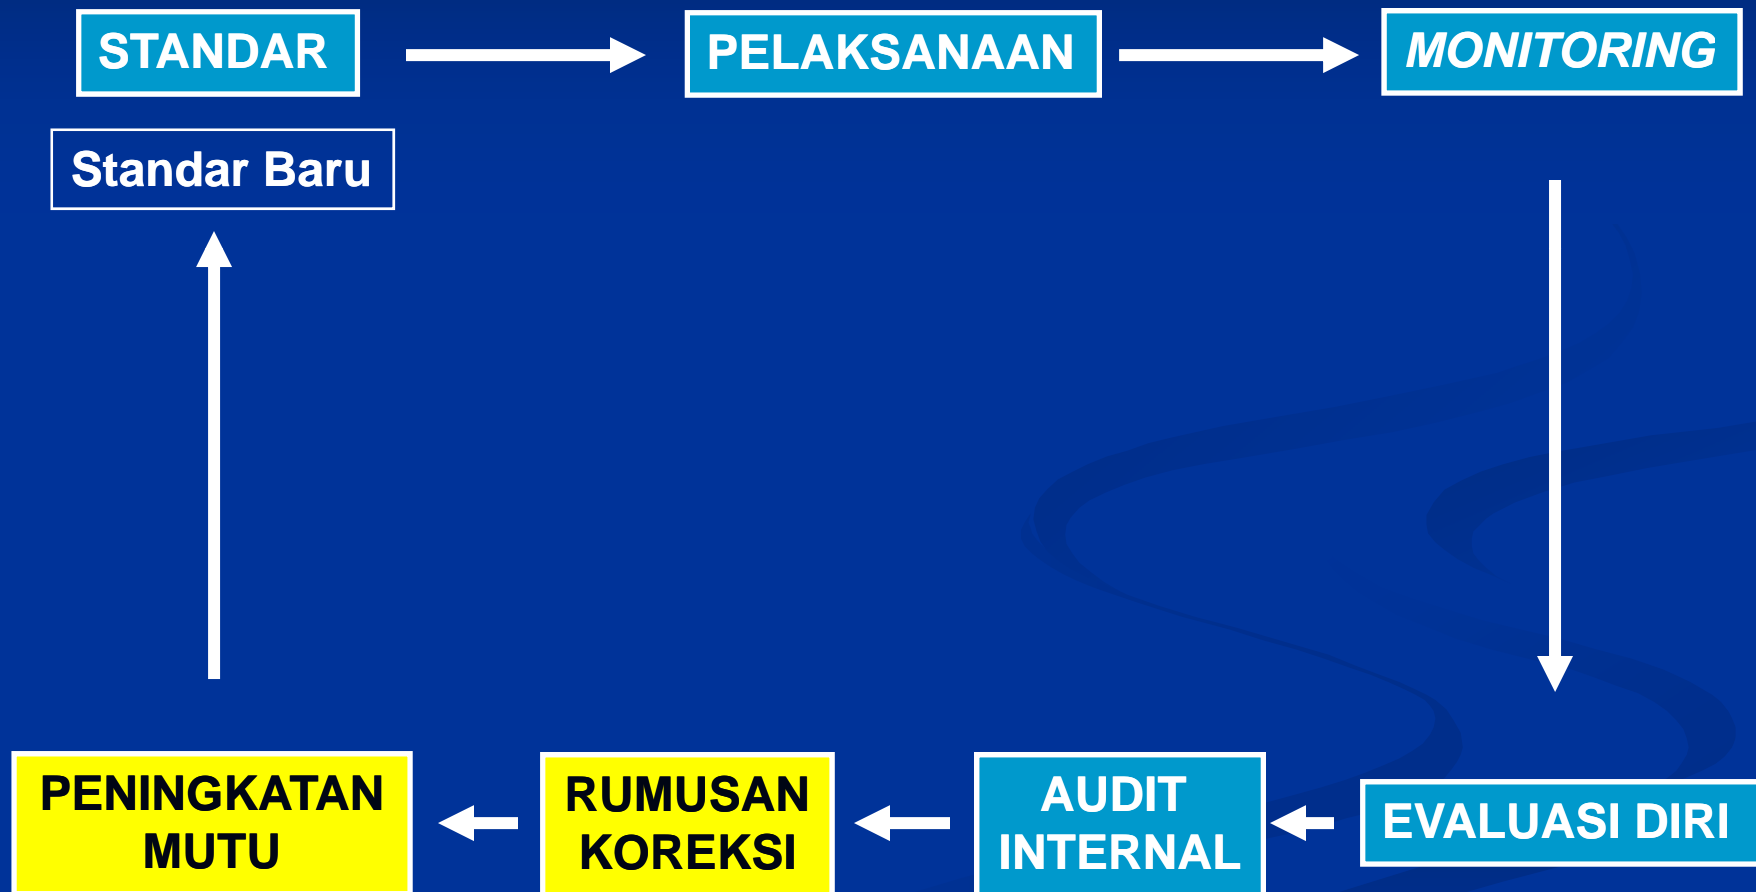 STANDAR
PELAKSANAAN
MONITORING
Standar Baru
PENINGKATAN
MUTU
RUMUSAN
KOREKSI
AUDIT
INTERNAL
EVALUASI DIRI